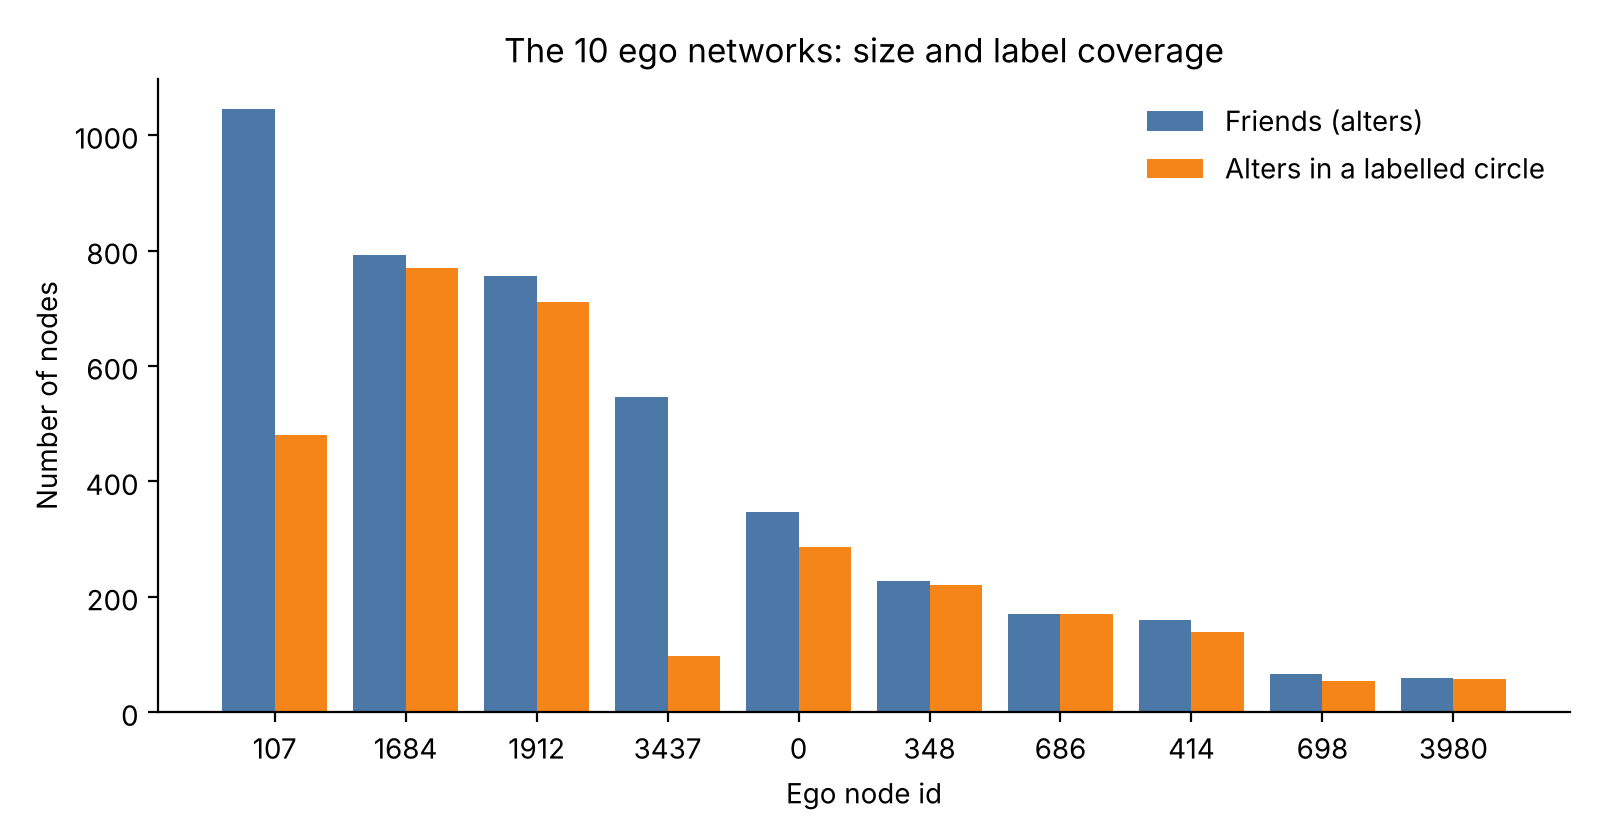 The 10 ego networks: size and label coverage
Friends (alters)
Alters in a labelled circle
Number of nodes
1000
800
600
400
200
0
107 1684 1912 3437 0 348 686 414 698 3980
Ego node id